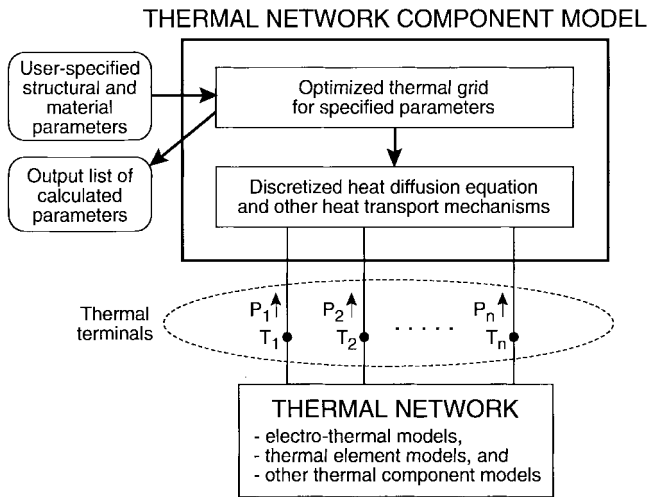 THERMAL NETWORK COMPONENT MODEL
User-specified
structural and
material
parameters
Optimized thermal grid
for specified parameters
Output list of
calculated
parameters
Discretized heat diffusion equation
and other heat transport mechanisms
Thermal
terminals
P1 P2 Pn
T1 T2 ..... Tn
THERMAL NETWORK
- electro-thermal models,
- thermal element models, and
- other thermal component models